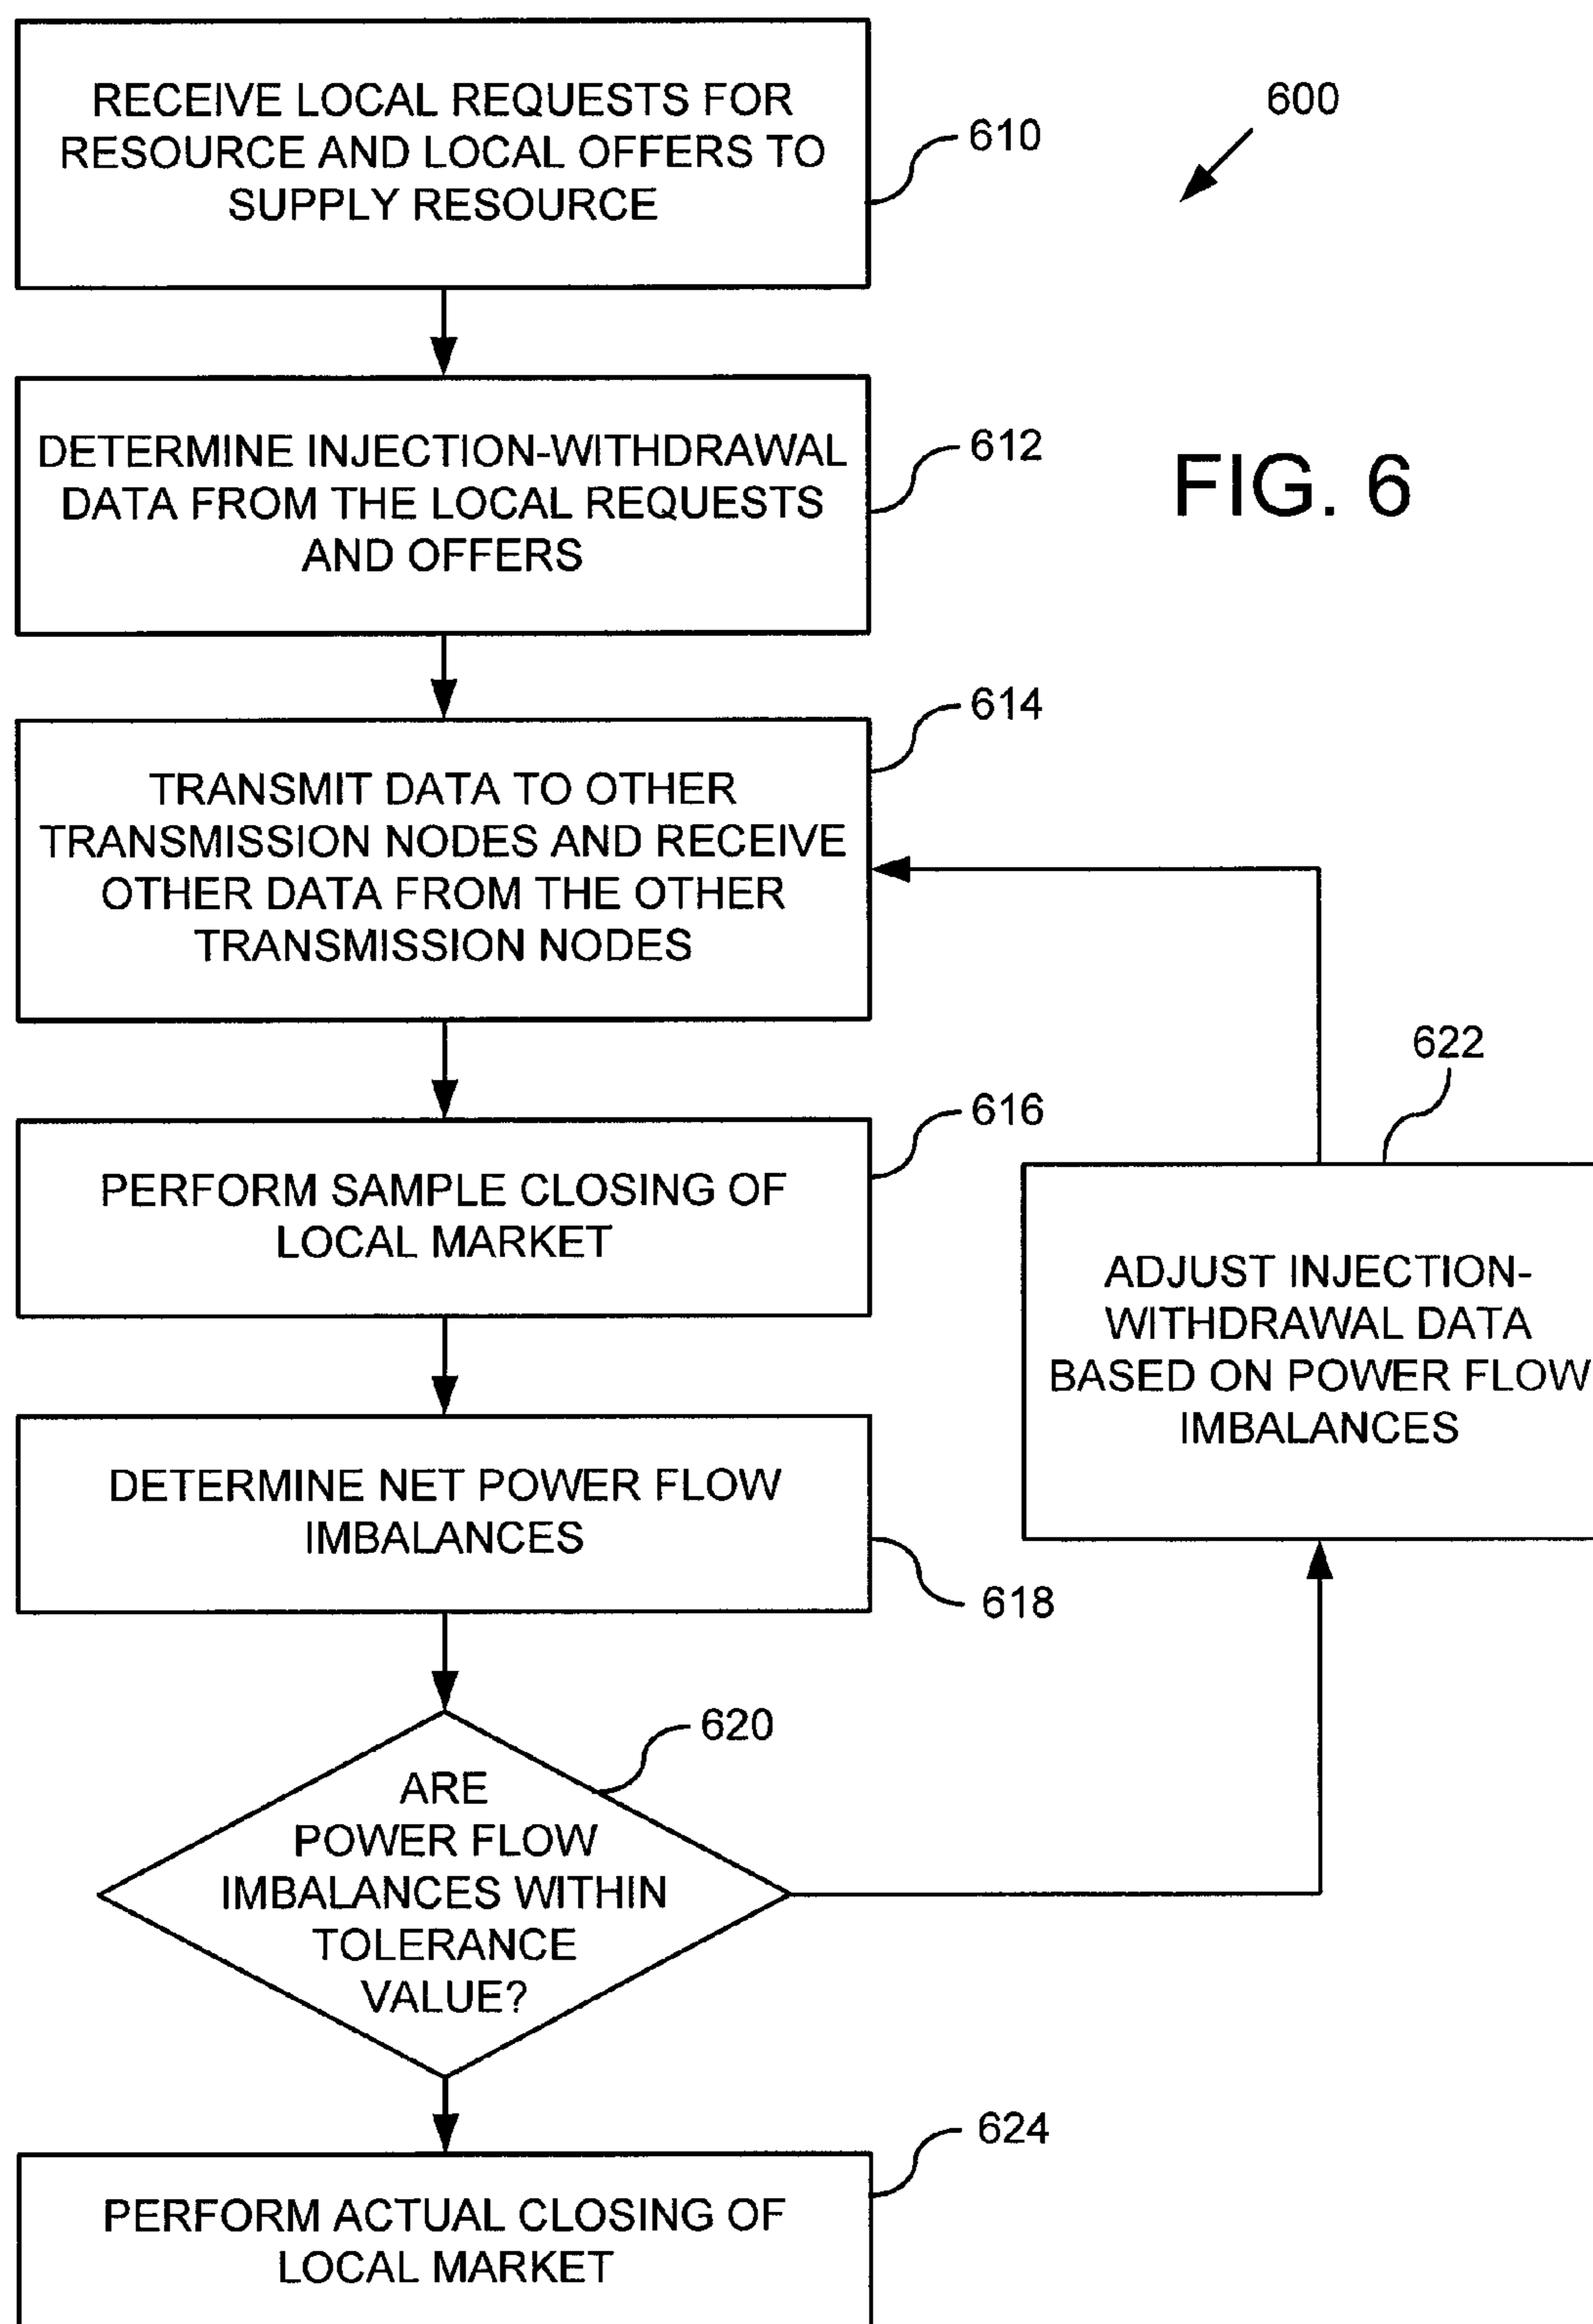 RECEIVE LOCAL REQUESTS FOR
RESOURCE AND LOCAL OFFERS TO
SUPPLY RESOURCE
610
600
DETERMINE INJECTION-WITHDRAWAL
DATA FROM THE LOCAL REQUESTS
AND OFFERS
612
FIG. 6
614
TRANSMIT DATA TO OTHER
TRANSMISSION NODES AND RECEIVE
OTHER DATA FROM THE OTHER
TRANSMISSION NODES
616
PERFORM SAMPLE CLOSING OF
LOCAL MARKET
622
ADJUST INJECTION-
WITHDRAWAL DATA
BASED ON POWER FLOW
IMBALANCES
DETERMINE NET POWER FLOW
IMBALANCES
618
620
ARE
POWER FLOW
IMBALANCES WITHIN
TOLERANCE
VALUE?
624
PERFORM ACTUAL CLOSING OF
LOCAL MARKET